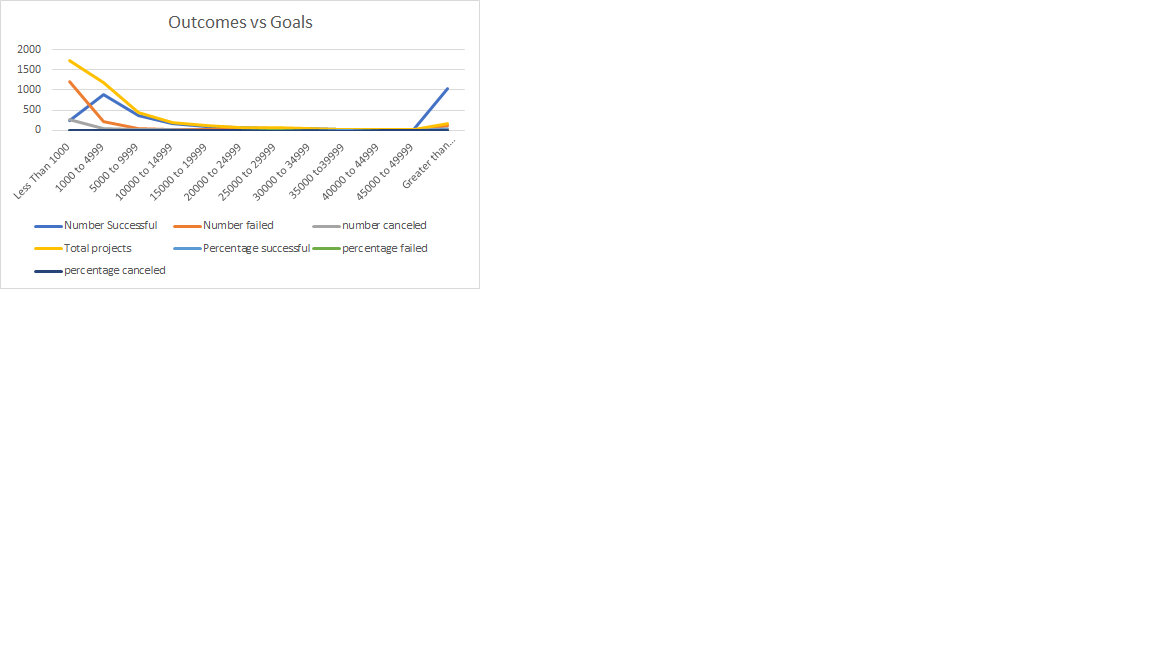 Outcomes vs Goals
2000
1500
1000
500
0
Less Than 1000
1000 to 4999
5000 to 9999
10000 to 14999
15000 to 19999
20000 to 24999
25000 to 29999
30000 to 34999
35000 to39999
40000 to 44999
45000 to 49999
Greater than...
Number Successful Number failed number canceled
Total projects Percentage successful percentage failed
percentage canceled